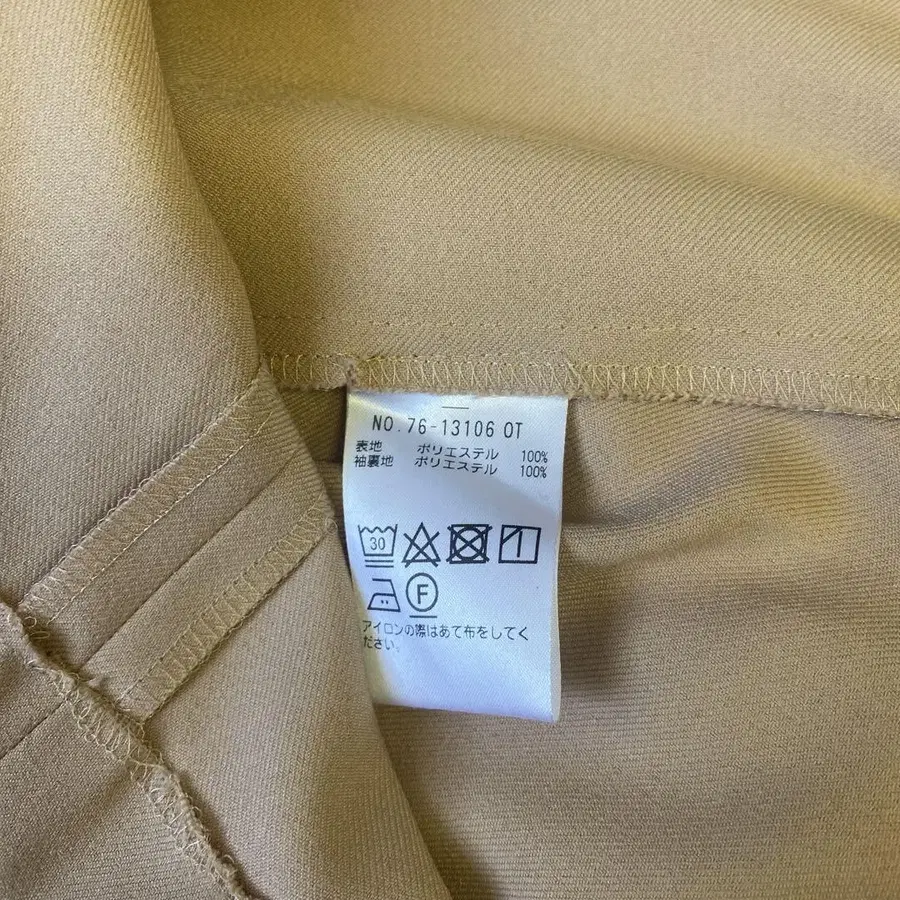 NO.76-13106 OT
表地 ポリエステル 100%
袖裏地 ポリエステル 100%
30
F
アイロンの際はあて布をしてく
ださい。